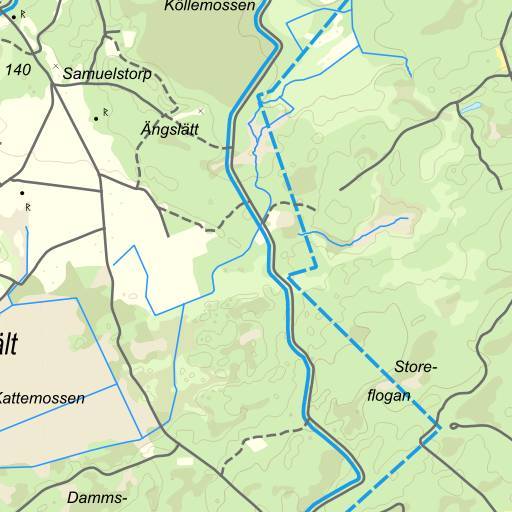 Köllemossen
140
Samuelstorp
R
R
Ängslätt
R
ält
Store-
flogan
Kattemossen
Damms-